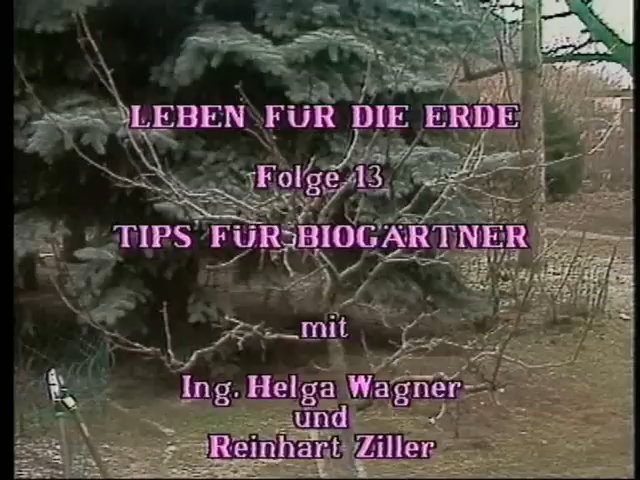 LEBEN FÜR DIE ERDE
Folge 13
TIPS FÜR BIOGÄRTNER
mit
Ing. Helga Wagner
und
Reinhart Ziller